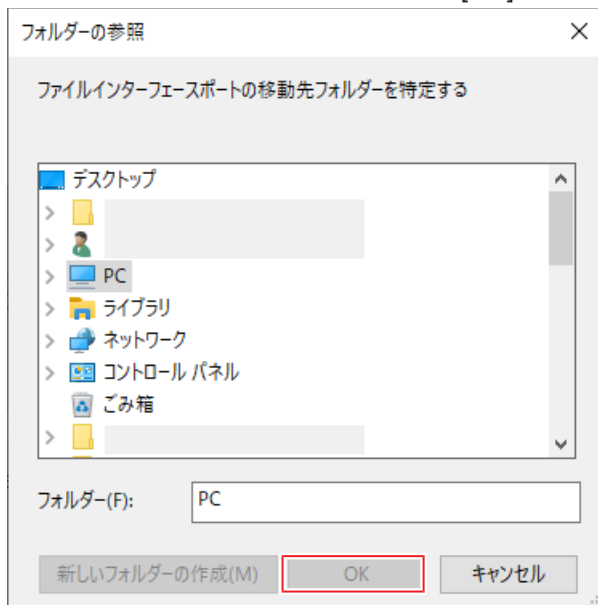 フォルダーの参照
ファイルインターフェースポートの移動先フォルダーを特定する
デスクトップ
PC
ライブラリ
ネットワーク
コントロール パネル
ごみ箱
フォルダー(F): PC
新しいフォルダーの作成(M) OK キャンセル